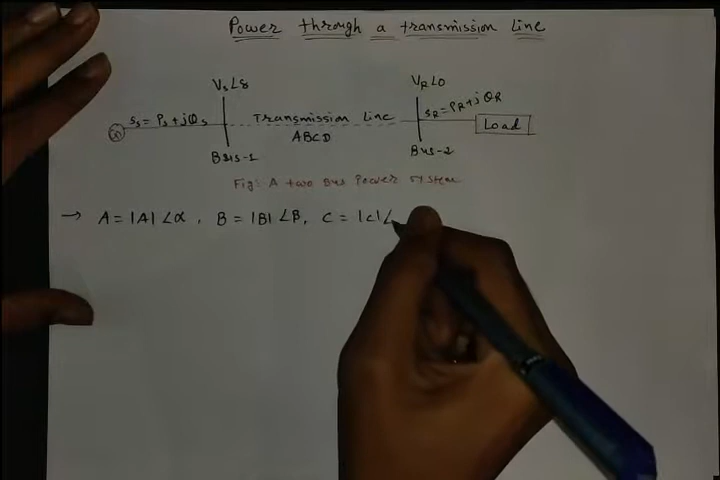 Power through a transmission Line
Vs∠δ VR∠0
Ss = Ps + jQs Transmission Line SR = PR + jQR
ABCD Load
Bus-1 Bus-2
Fig: A two Bus Power system
→ A = |A| ∠α , B = |B| ∠β, C = |C| ∠